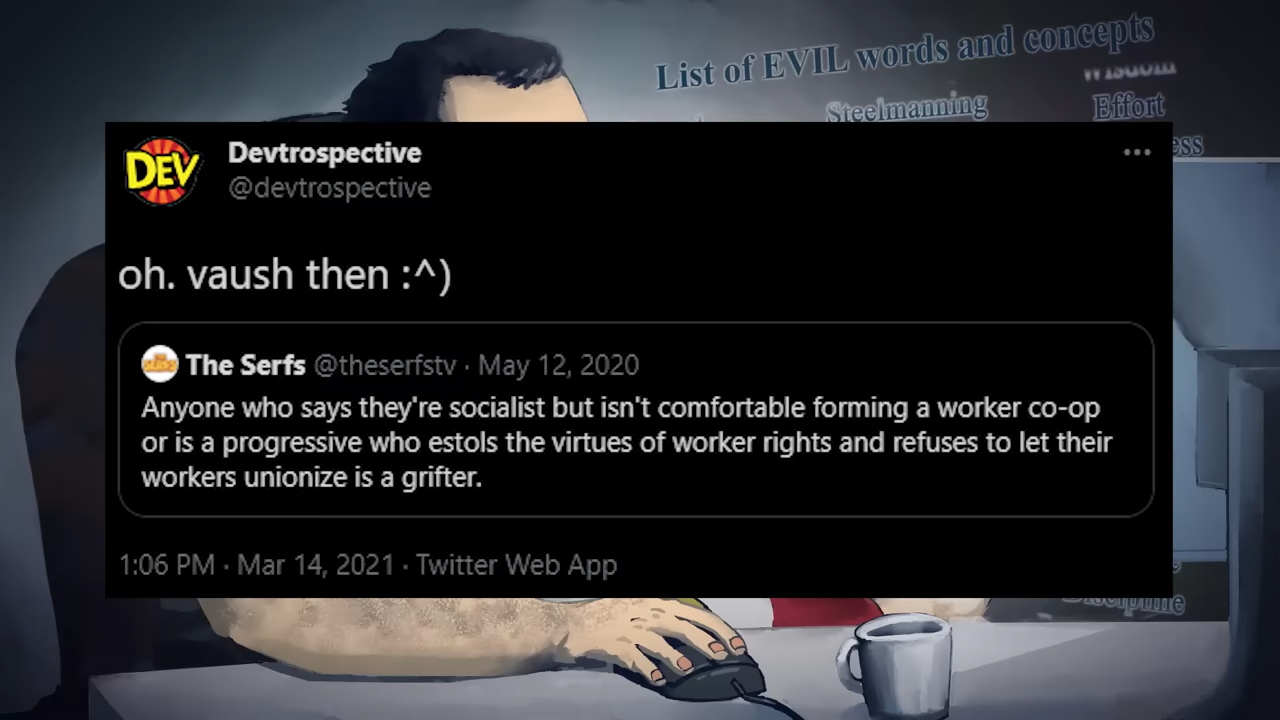 List of EVIL words and concepts
Wisdom
Steelmanning
Effort
DEV
Devtrospective
@devtrospective
oh. vaush then :^)
The Serfs @theserfstv · May 12, 2020
Anyone who says they're socialist but isn't comfortable forming a worker co-op
or is a progressive who estols the virtues of worker rights and refuses to let their
workers unionize is a grifter.
1:06 PM · Mar 14, 2021 · Twitter Web App
Discipline